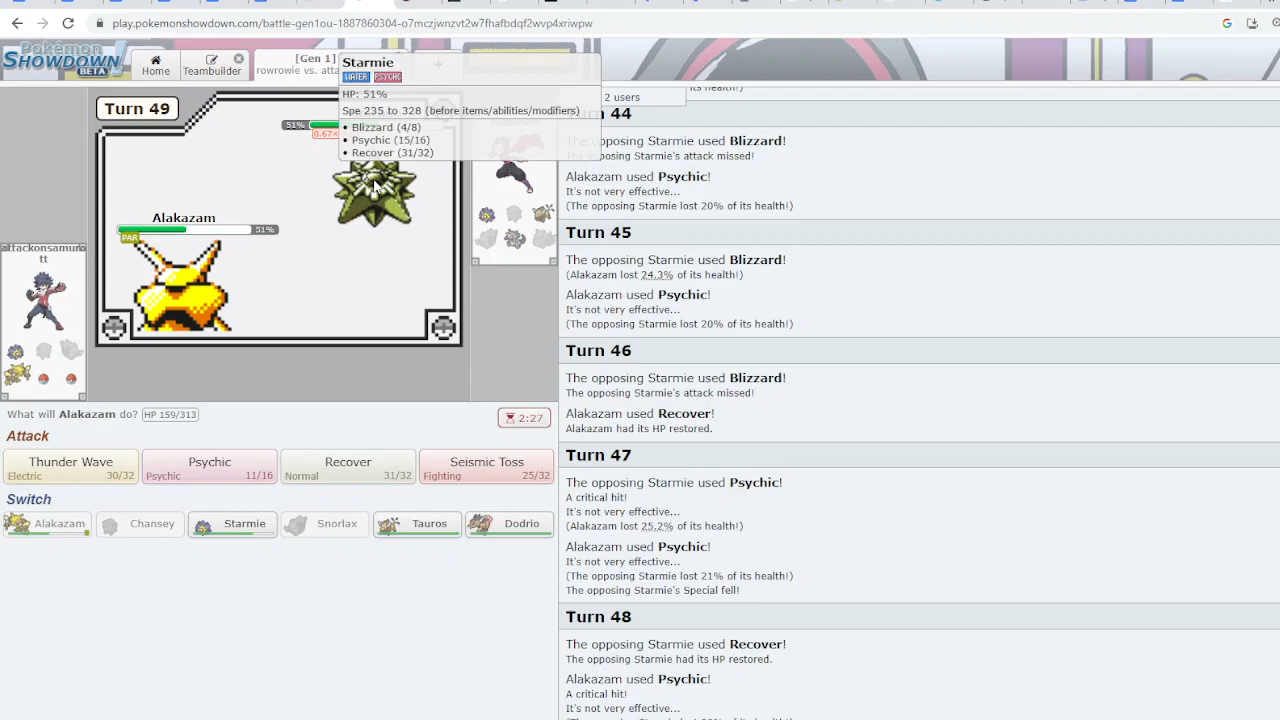 play.pokemonshowdown.com/battle-gen1ou-1887860304-o7mczjwnzvt2w7fhafbdqf2wvp4xriwpw
Pokémon
SHOWDOWN!
BETA
Home
Teambuilder
[Gen 1]
rowrowie vs. atta
Starmie
WATER PSYCHC
HP: 51%
Spe 235 to 328 (before items/abilities/modifiers)
• Blizzard (4/8)
• Psychic (15/16)
• Recover (31/32)
2 users
Turn 49
51%
0.67×
Alakazam
51%
PAR
attackonsamuro
tt
What will Alakazam do? HP 159/313
2:27
Attack
Thunder Wave
Electric 30/32
Psychic
Psychic 11/16
Recover
Normal 31/32
Seismic Toss
Fighting 25/32
Switch
Alakazam
Chansey
Starmie
Snorlax
Tauros
Dodrio
44
The opposing Starmie used Blizzard!
The opposing Starmie's attack missed!
Alakazam used Psychic!
It's not very effective...
(The opposing Starmie lost 20% of its health!)
Turn 45
The opposing Starmie used Blizzard!
(Alakazam lost 24.3% of its health!)
Alakazam used Psychic!
It's not very effective...
(The opposing Starmie lost 20% of its health!)
Turn 46
The opposing Starmie used Blizzard!
The opposing Starmie's attack missed!
Alakazam used Recover!
Alakazam had its HP restored.
Turn 47
The opposing Starmie used Psychic!
A critical hit!
It's not very effective...
(Alakazam lost 25.2% of its health!)
Alakazam used Psychic!
It's not very effective...
(The opposing Starmie lost 21% of its health!)
The opposing Starmie's Special fell!
Turn 48
The opposing Starmie used Recover!
The opposing Starmie had its HP restored.
Alakazam used Psychic!
A critical hit!
It's not very effective...